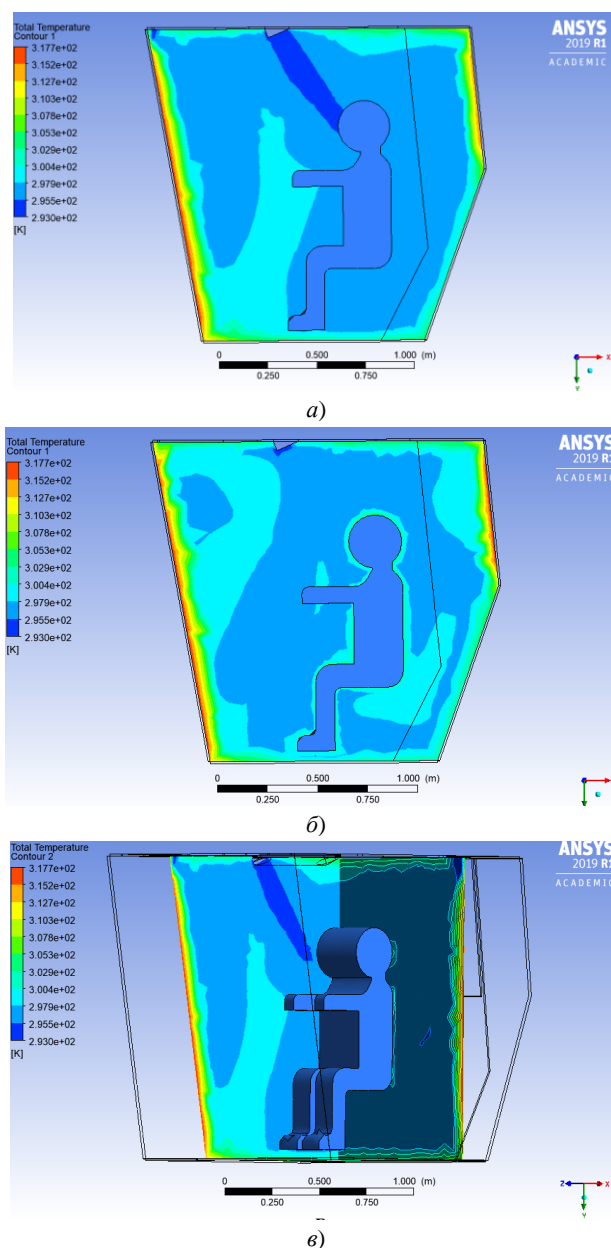 Total Temperature
Contour 1
3.177e+02
3.152e+02
3.127e+02
3.103e+02
3.078e+02
3.053e+02
3.029e+02
3.004e+02
2.979e+02
2.955e+02
2.930e+02
[K]
ANSYS
2019 R1
ACADEMIC
0 0.500 1.000 (m)
0.250 0.750
X
Y
а)
Total Temperature
Contour 1
3.177e+02
3.152e+02
3.127e+02
3.103e+02
3.078e+02
3.053e+02
3.029e+02
3.004e+02
2.979e+02
2.955e+02
2.930e+02
[K]
ANSYS
2019 R1
ACADEMIC
0 0.500 1.000 (m)
0.250 0.750
Y
б)
Total Temperature
Contour 2
3.177e+02
3.152e+02
3.127e+02
3.103e+02
3.078e+02
3.053e+02
3.029e+02
3.004e+02
2.979e+02
2.955e+02
2.930e+02
[K]
ANSYS
2019 R1
ACADEMIC
0 0.500 1.000 (m)
0.250 0.750
Z X
Y
в)